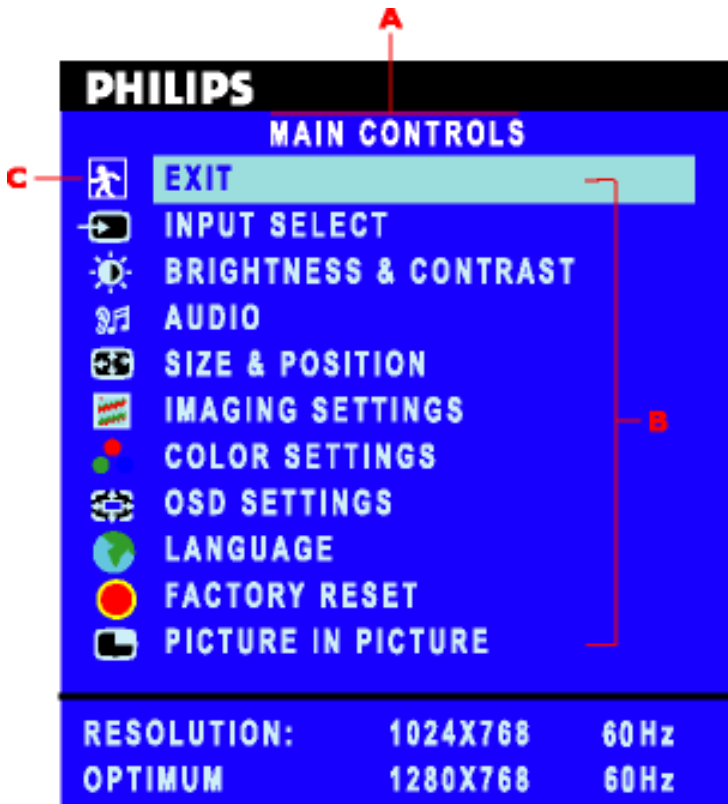 A
PHILIPS
MAIN CONTROLS
C
EXIT
INPUT SELECT
BRIGHTNESS & CONTRAST
AUDIO
SIZE & POSITION
IMAGING SETTINGS
B
COLOR SETTINGS
OSD SETTINGS
LANGUAGE
FACTORY RESET
PICTURE IN PICTURE
RESOLUTION: 1024X768 60Hz
OPTIMUM 1280X768 60Hz